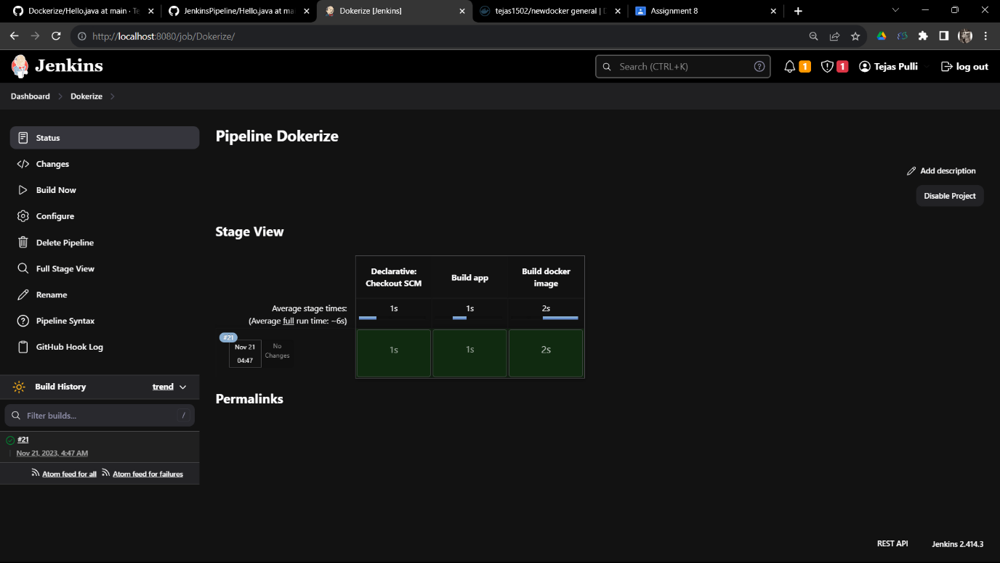 Dockerize/Hello.java at main · Te
JenkinsPipeline/Hello.java at ma
Dokerize [Jenkins]
tejas1502/newdocker general | D
Assignment 8
http://localhost:8080/job/Dokerize/
Jenkins
Search (CTRL+K)
1
1
Tejas Pulli
log out
Dashboard
Dokerize
Status
Changes
Build Now
Configure
Delete Pipeline
Full Stage View
Rename
Pipeline Syntax
GitHub Hook Log
Build History
trend
Filter builds...
/
#21
Nov 21, 2023, 4:47 AM
Atom feed for all
Atom feed for failures
Pipeline Dokerize
Add description
Disable Project
Stage View
Declarative: Checkout SCM
Build app
Build docker image
Average stage times:
(Average full run time: ~6s)
1s
1s
2s
#21
Nov 21
04:47
No Changes
1s
1s
2s
Permalinks
REST API
Jenkins 2.414.3